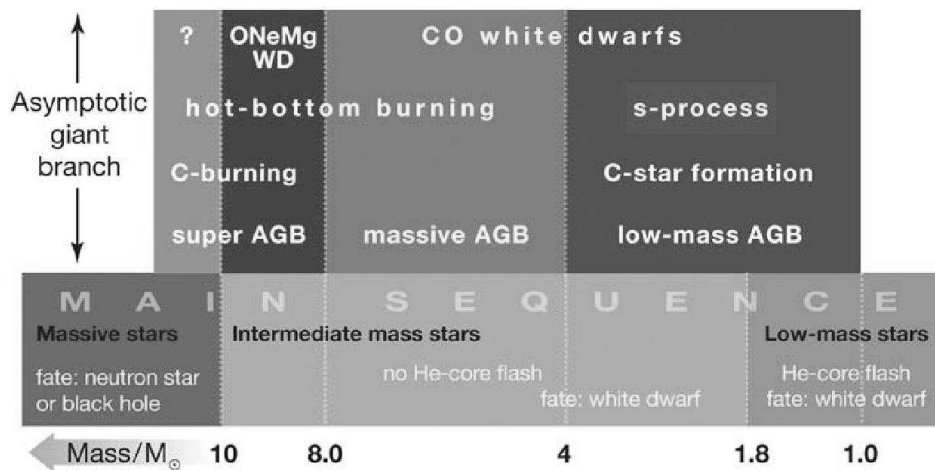 ? ONeMg CO white dwarfs
WD
Asymptotic
giant
branch
hot-bottom burning s-process
C-burning C-star formation
super AGB massive AGB low-mass AGB
MAIN SEQUENCE
Massive stars Intermediate mass stars Low-mass stars
fate: neutron star
or black hole
no He-core flash
fate: white dwarf
He-core flash
fate: white dwarf
Mass/M☉ 10 8.0 4 1.8 1.0